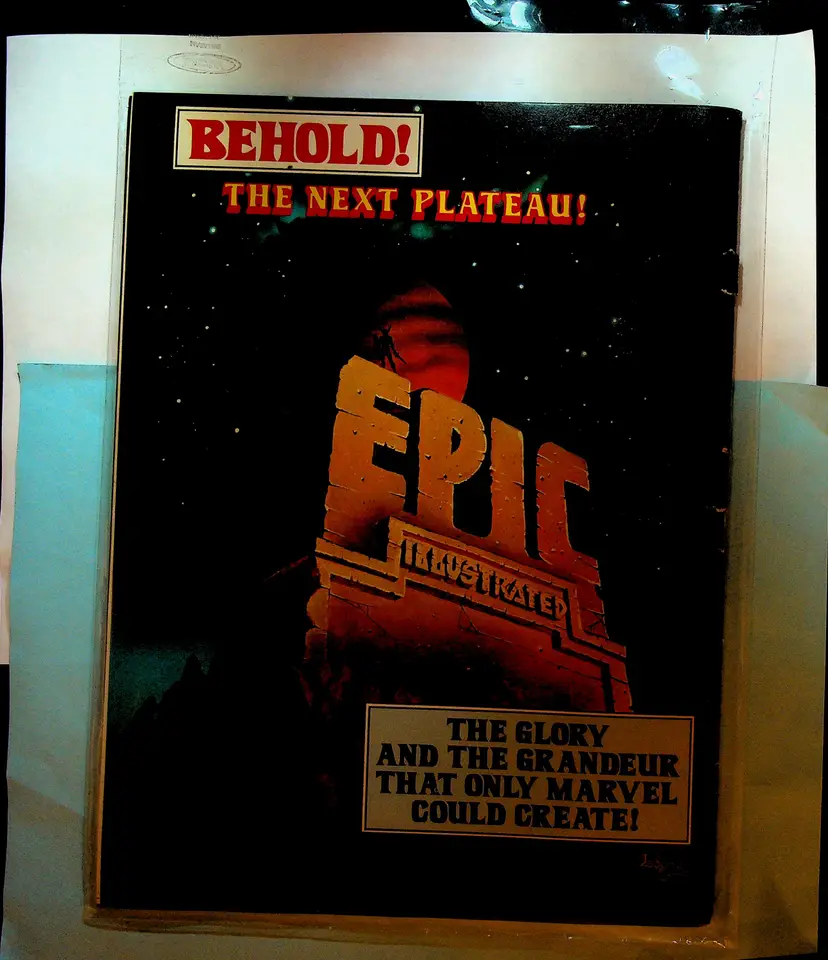 BEHOLD!
THE NEXT PLATEAU!
EPIC
ILLUSTRATED
THE GLORY
AND THE GRANDEUR
THAT ONLY MARVEL
COULD CREATE!